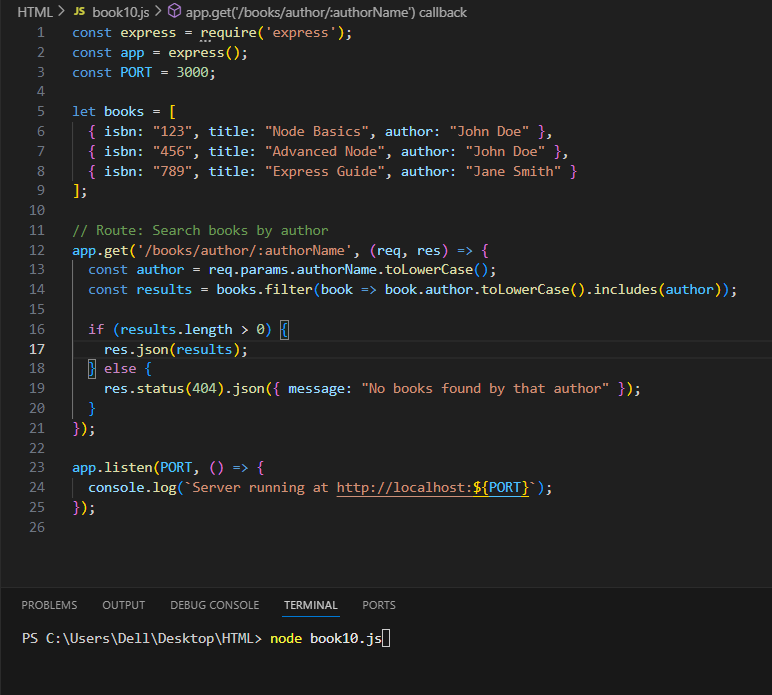 HTML > JS book10.js > app.get('/books/author/:authorName') callback
1 const express = require('express');
2 const app = express();
3 const PORT = 3000;
4
5 let books = [
6 { isbn: "123", title: "Node Basics", author: "John Doe" },
7 { isbn: "456", title: "Advanced Node", author: "John Doe" },
8 { isbn: "789", title: "Express Guide", author: "Jane Smith" }
9 ];
10
11 // Route: Search books by author
12 app.get('/books/author/:authorName', (req, res) => {
13 const author = req.params.authorName.toLowerCase();
14 const results = books.filter(book => book.author.toLowerCase().includes(author));
15
16 if (results.length > 0) {
17 res.json(results);
18 } else {
19 res.status(404).json({ message: "No books found by that author" });
20 }
21 });
22
23 app.listen(PORT, () => {
24 console.log(`Server running at http://localhost:${PORT}`);
25 });
26
PROBLEMS OUTPUT DEBUG CONSOLE TERMINAL PORTS
PS C:\Users\Dell\Desktop\HTML> node book10.js